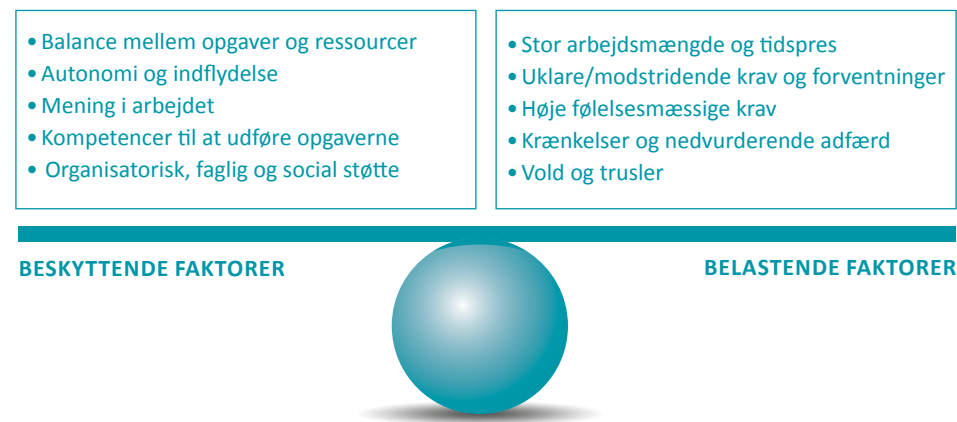 • Balance mellem opgaver og ressourcer
• Autonomi og indflydelse
• Mening i arbejdet
• Kompetencer til at udføre opgaverne
• Organisatorisk, faglig og social støtte
• Stor arbejdsmængde og tidspres
• Uklare/modstridende krav og forventninger
• Høje følelsesmæssige krav
• Krænkelser og nedvurderende adfærd
• Vold og trusler
BESKYTTENDE FAKTORER
BELASTENDE FAKTORER